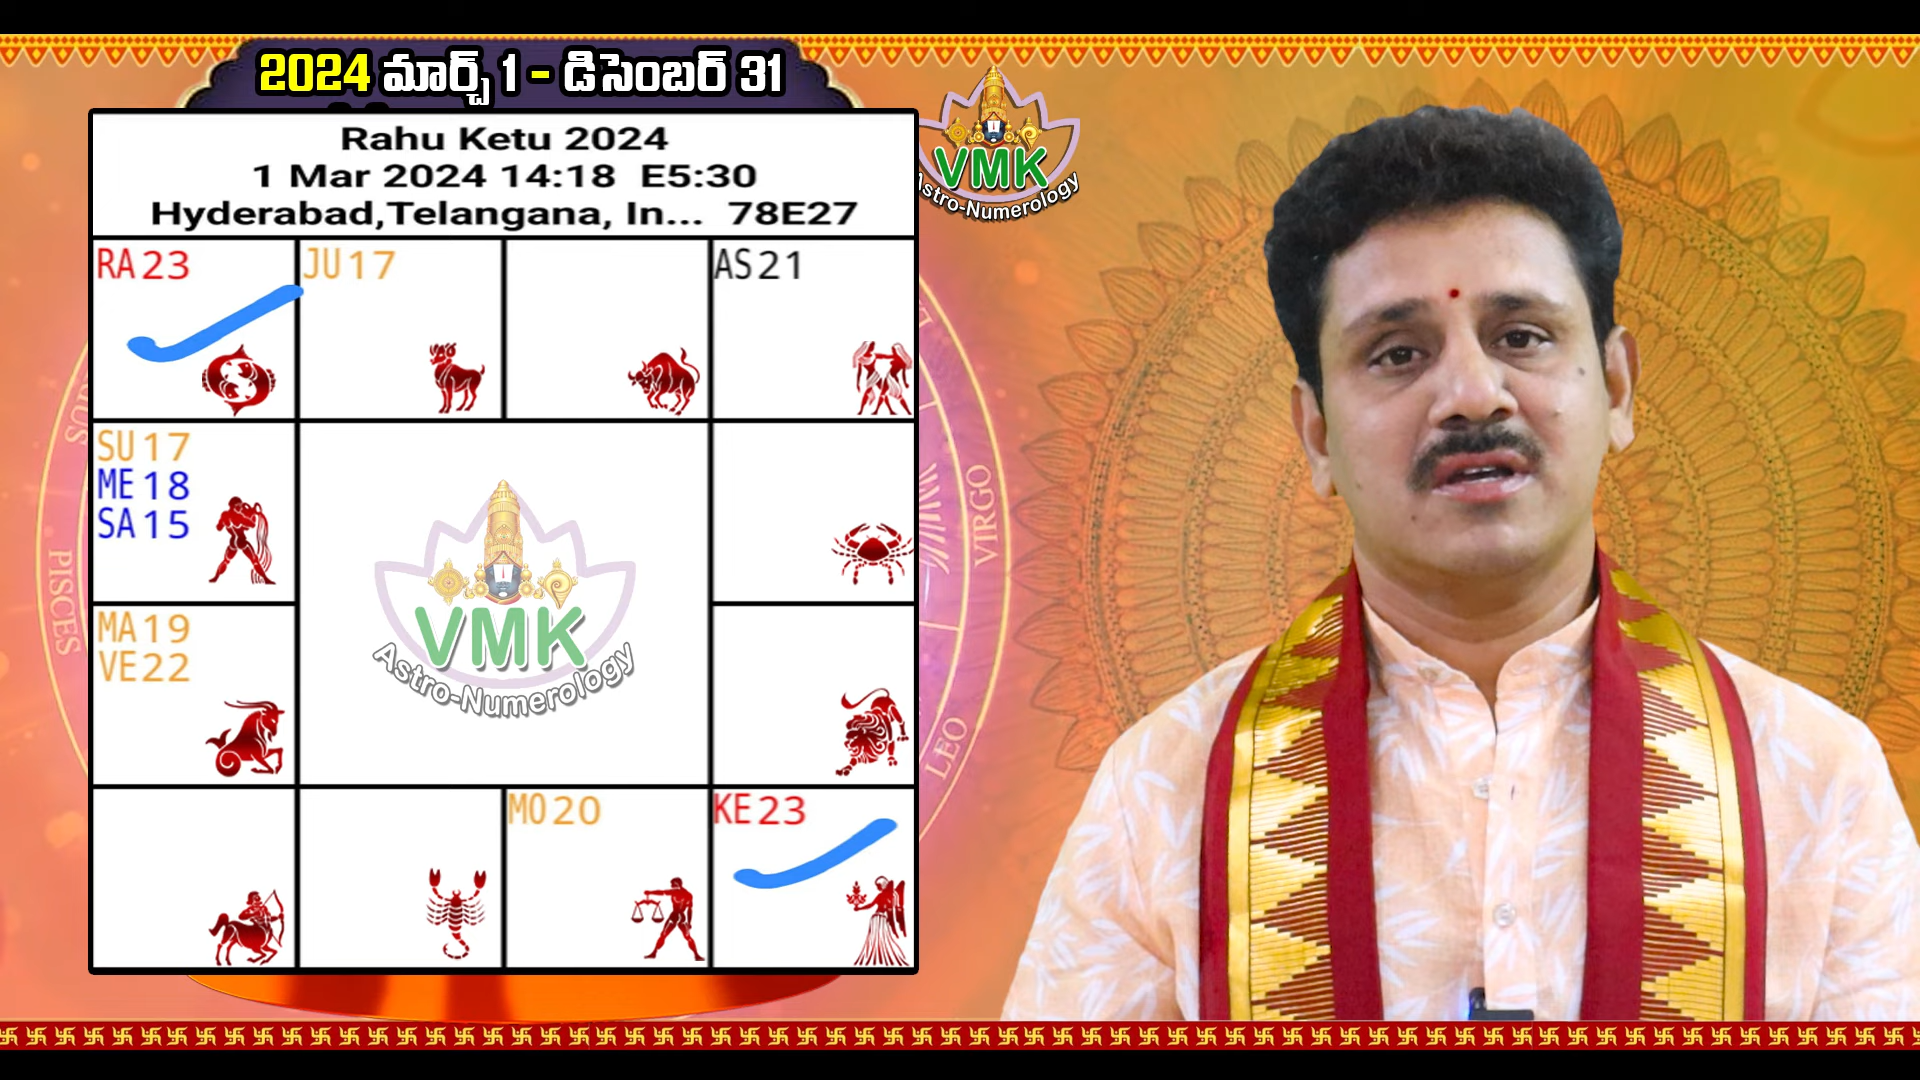 2024 మార్చ్ 1 - డిసెంబర్ 31
Rahu Ketu 2024
1 Mar 2024 14:18 E5:30
Hyderabad,Telangana, In... 78E27
VMK
Astro-Numerology
RA 23
JU 17
AS 21
SU 17
ME 18
SA 15
MA 19
VE 22
MO 20
KE 23
VMK
Astro-Numerology
PISCES
VIRGO
LEO